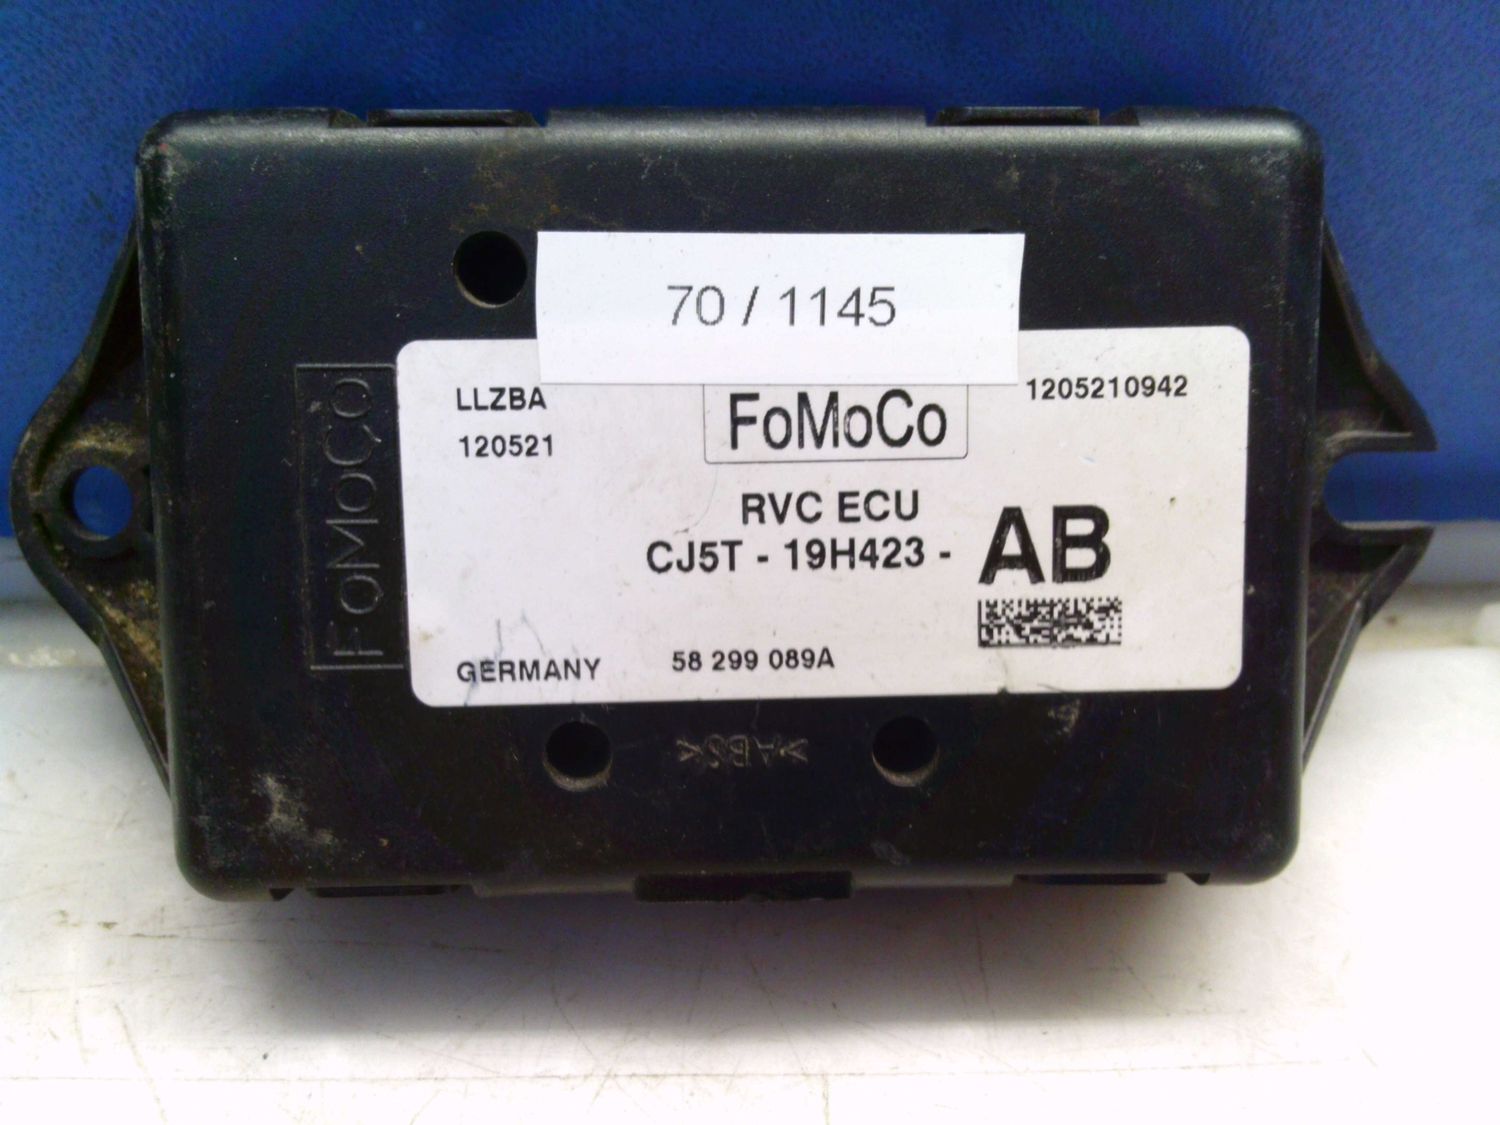 70 / 1145
LLZBA
120521
FoMoCo
1205210942
RVC ECU
CJ5T - 19H423 - AB
GERMANY
58 299 089A
FoMoCo
>ABS<